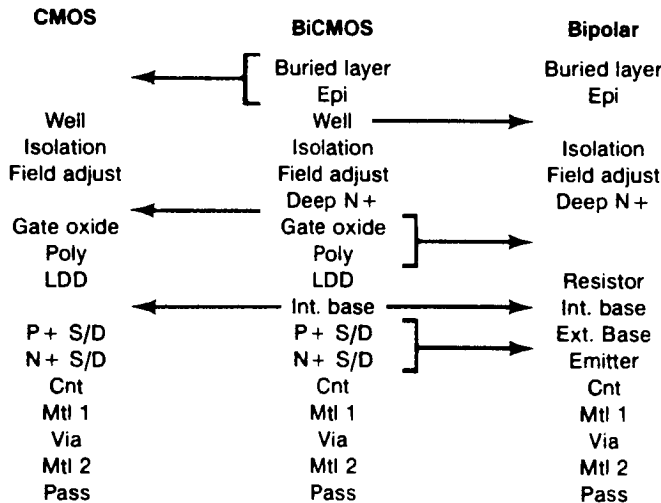 CMOS BiCMOS Bipolar
Buried layer Buried layer
Epi Epi
Well Well
Isolation Isolation Isolation
Field adjust Field adjust Field adjust
Deep N+ Deep N+
Gate oxide Gate oxide
Poly Poly
LDD LDD Resistor
Int. base Int. base
P+ S/D P+ S/D Ext. Base
N+ S/D N+ S/D Emitter
Cnt Cnt Cnt
Mtl 1 Mtl 1 Mtl 1
Via Via Via
Mtl 2 Mtl 2 Mtl 2
Pass Pass Pass